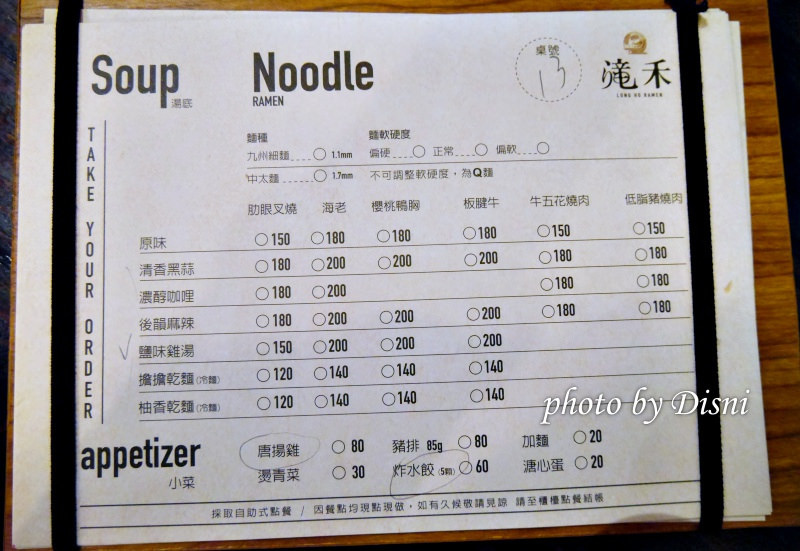 Soup 湯底
Noodle
RAMEN
桌號
13
滝禾
LONG HO RAMEN
TAKE YOUR ORDER
麵種
九州細麵 ○ 1.1mm
中太麵 ○ 1.7mm
麵軟硬度
偏硬 ○ 正常 ○ 偏軟 ○
不可調整軟硬度，為Q麵
肋眼叉燒 海老 櫻桃鴨胸 板腱牛 牛五花燒肉 低脂豬燒肉
原味 ○150 ○180 ○180 ○180 ○150 ○150
清香黑蒜 ○180 ○200 ○200 ○200 ○180 ○180
濃醇咖哩 ○180 ○200 ○180 ○180
後韻麻辣 ○180 ○200 ○200 ○200 ○180 ○180
鹽味雞湯 ○150 ○200 ○200 ○200
擔擔乾麵(冷麵) ○120 ○140 ○140 ○140
柚香乾麵(冷麵) ○120 ○140 ○140 ○140
photo by Disni
appetizer
小菜
唐揚雞 ○80 豬排 85g ○80 加麵 ○20
燙青菜 ○30 炸水餃(5顆) ○60 溏心蛋 ○20
採取自助式點餐 / 因餐點均現點現做，如有久候敬請見諒 請至櫃檯點餐結帳